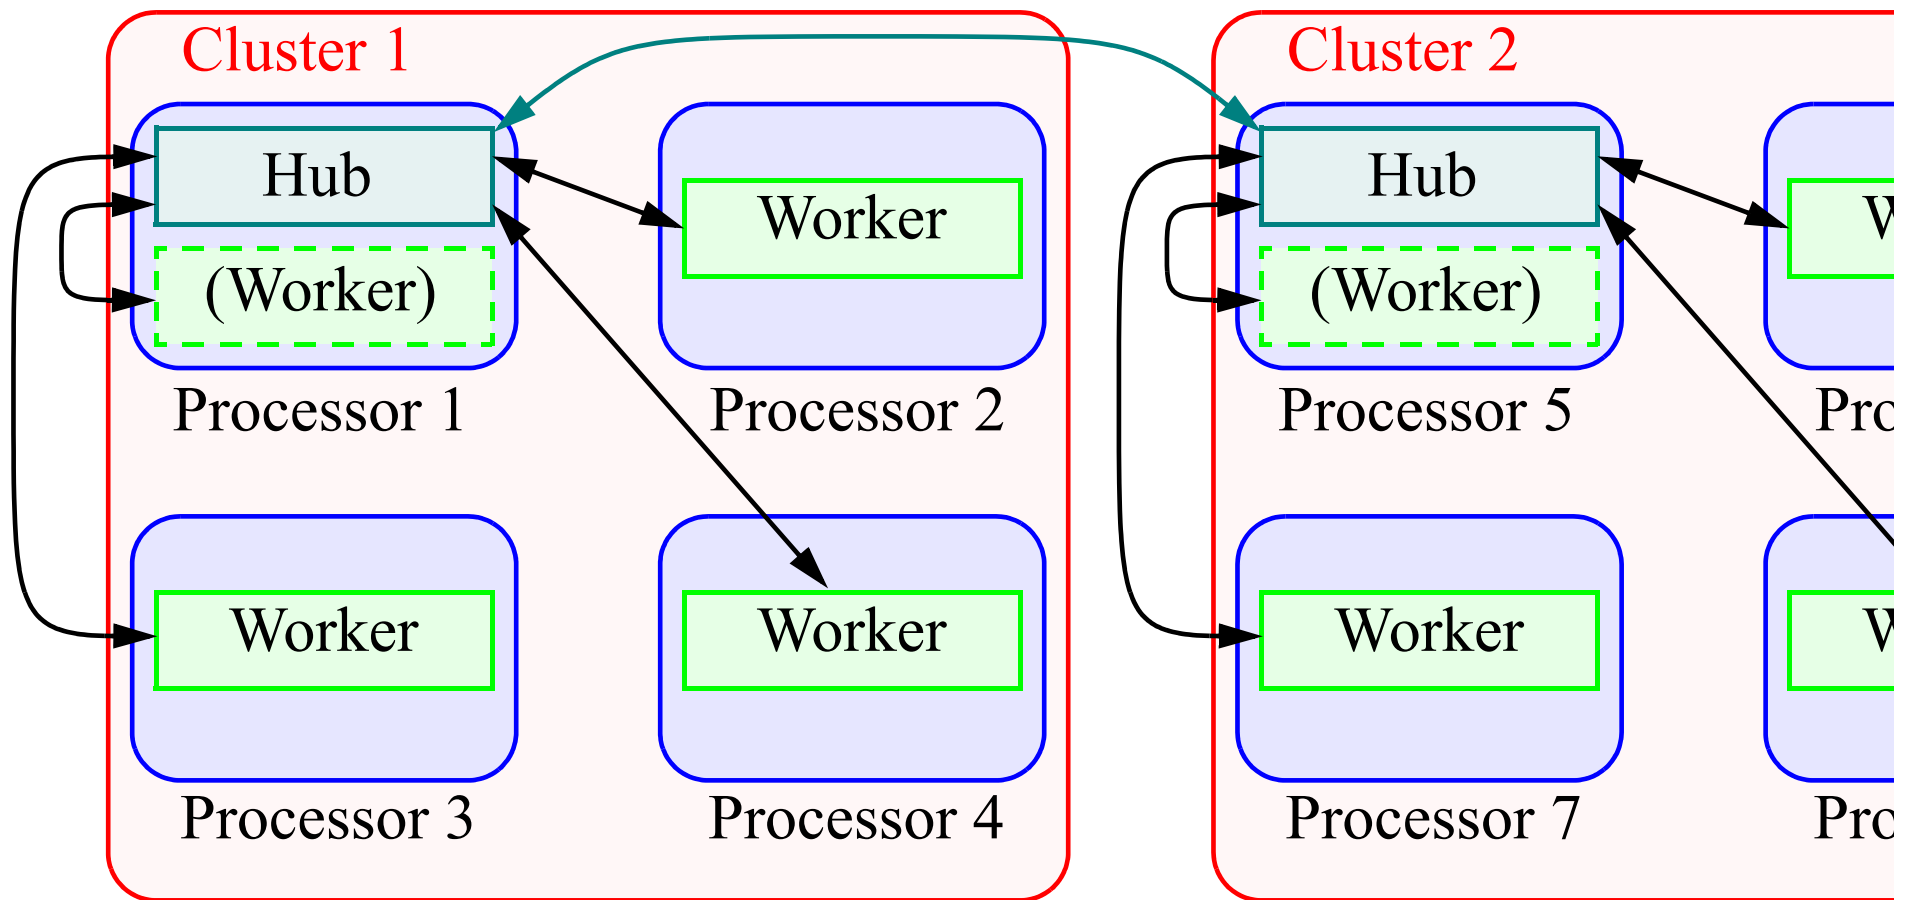 Cluster 1
Hub
(Worker)
Processor 1
Worker
Processor 2
Worker
Processor 3
Worker
Processor 4
Cluster 2
Hub
(Worker)
Processor 5
Worker
Processor 7